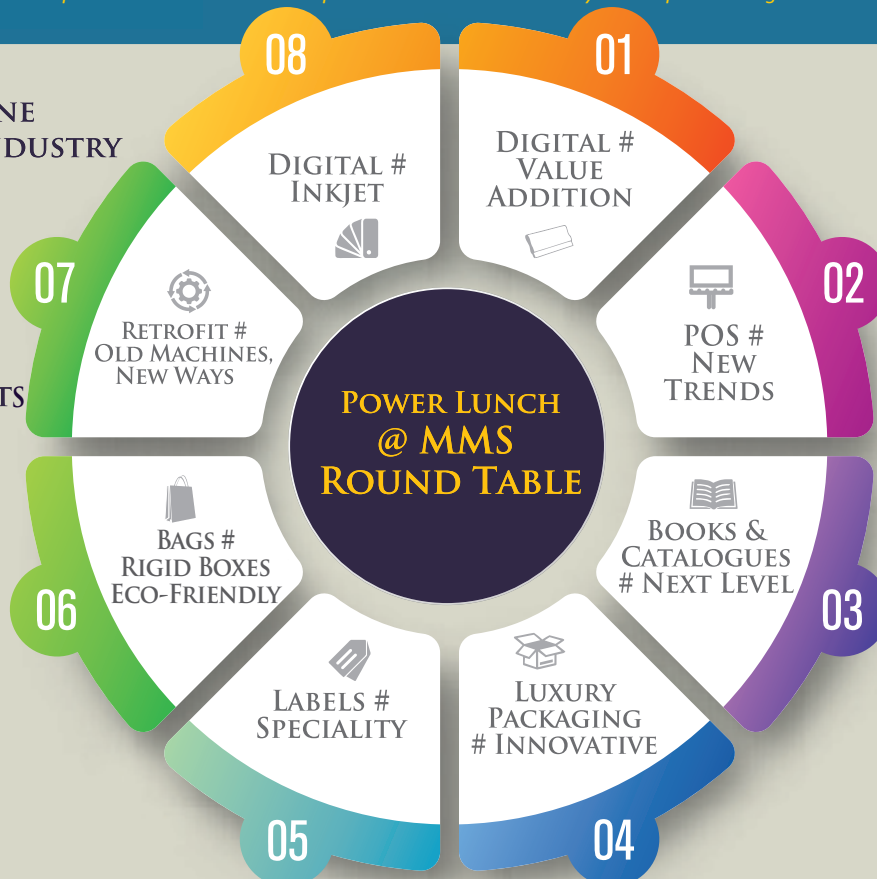 08
01
NE
DUSTRY
DIGITAL #
INKJET
DIGITAL #
VALUE
ADDITION
07
02
RETROFIT #
OLD MACHINES,
NEW WAYS
POS #
NEW
TRENDS
TS
POWER LUNCH
@ MMS
ROUND TABLE
BAGS #
RIGID BOXES
ECO-FRIENDLY
BOOKS &
CATALOGUES
# NEXT LEVEL
06
03
LABELS #
SPECIALITY
LUXURY
PACKAGING
# INNOVATIVE
05
04